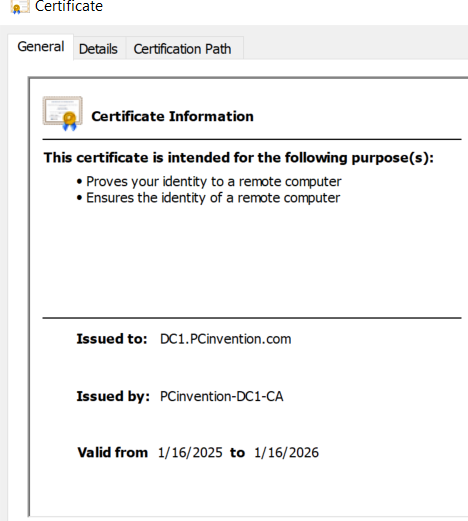 Certificate
General Details Certification Path
Certificate Information
This certificate is intended for the following purpose(s):
• Proves your identity to a remote computer
• Ensures the identity of a remote computer
Issued to: DC1.PCinvention.com
Issued by: PCinvention-DC1-CA
Valid from 1/16/2025 to 1/16/2026